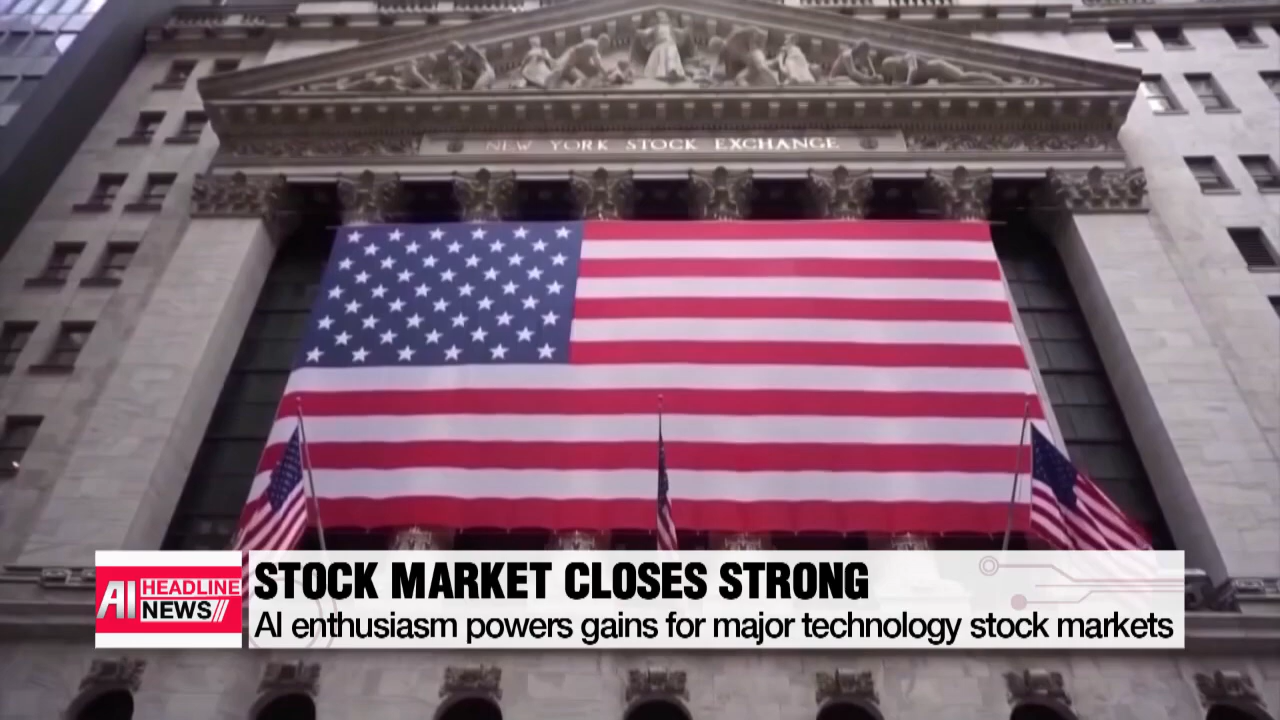 NEW YORK STOCK EXCHANGE
AI HEADLINE NEWS
STOCK MARKET CLOSES STRONG
AI enthusiasm powers gains for major technology stock markets